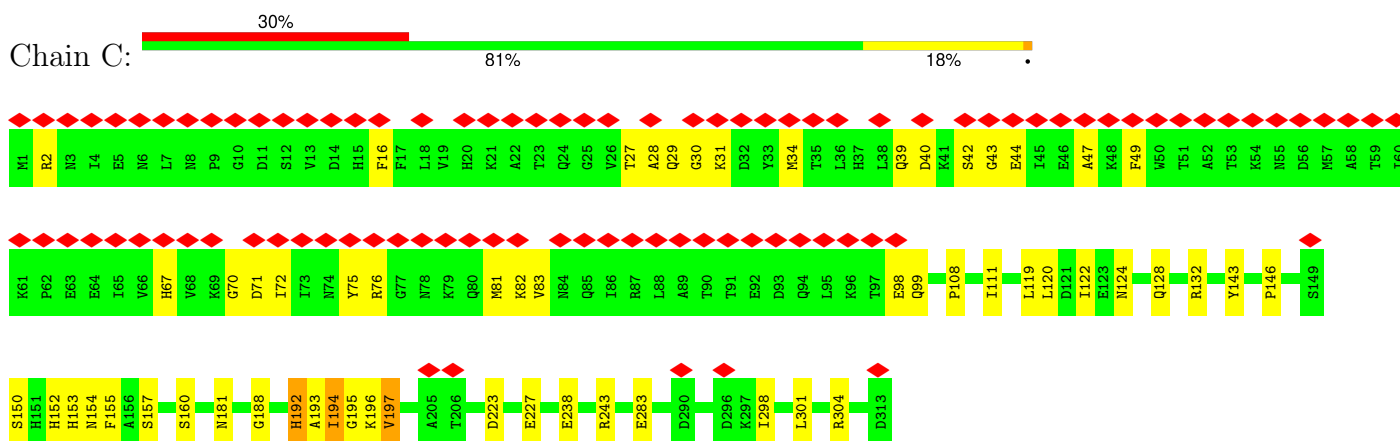 30%
Chain C:
81% 18% •
M1 R2 N3 I4 E5 N6 L7 N8 P9 G10 D11 S12 V13 D14 H15 F16 F17 L18 V19 H20 K21 A22 T23 Q24 G25 V26 T27 A28 Q29 G30 K31 D32 Y33 M34 T35 L36 H37 L38 Q39 D40 K41 S42 G43 E44 I45 E46 A47 K48 F49 W50 T51 A52 T53 K54 N55 D56 M57 A58 T59 I60
K61 P62 E63 E64 I65 V66 H67 V68 K69 G70 D71 I72 I73 N74 Y75 R76 G77 N78 K79 Q80 M81 K82 V83 N84 Q85 I86 R87 L88 A89 T90 T91 E92 D93 Q94 L95 K96 T97 E98 Q99 P108 I111 L119 L120 D121 I122 E123 N124 Q128 R132 Y143 P146 S149
S150 H151 H152 H153 N154 F155 A156 S157 S160 N181 G188 H192 A193 I194 G195 K196 V197 A205 T206 D223 E227 E238 R243 E283 D290 D296 K297 I298 L301 R304 D313